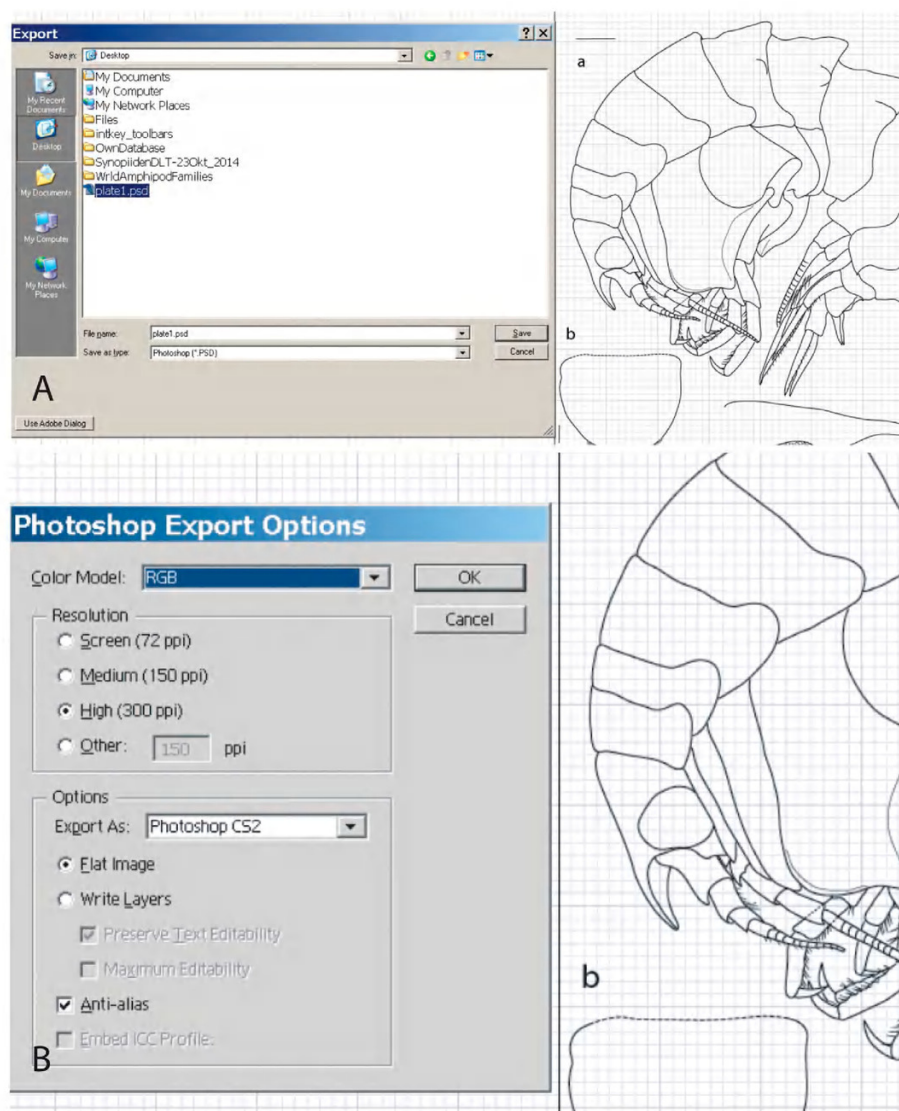 Export
Save in: Desktop
My Recent
Documents
Desktop
My Documents
My Computer
My Network
Places
My Documents
My Computer
My Network Places
Files
intkey_toolbars
OwnDatabase
SynopiidenDLT-23Okt_2014
WrldAmphipodFamilies
plate1.psd
File name: plate1.psd Save
Save as type: Photoshop (*.PSD) Cancel
A
Use Adobe Dialog
a
b
Photoshop Export Options
Color Model: RGB OK
Cancel
Resolution
Screen (72 ppi)
Medium (150 ppi)
High (300 ppi)
Other: 150 ppi
Options
Export As: Photoshop CS2
Flat Image
Write Layers
Preserve Text Editability
Maximum Editability
Anti-alias
Embed ICC Profile:
B
b